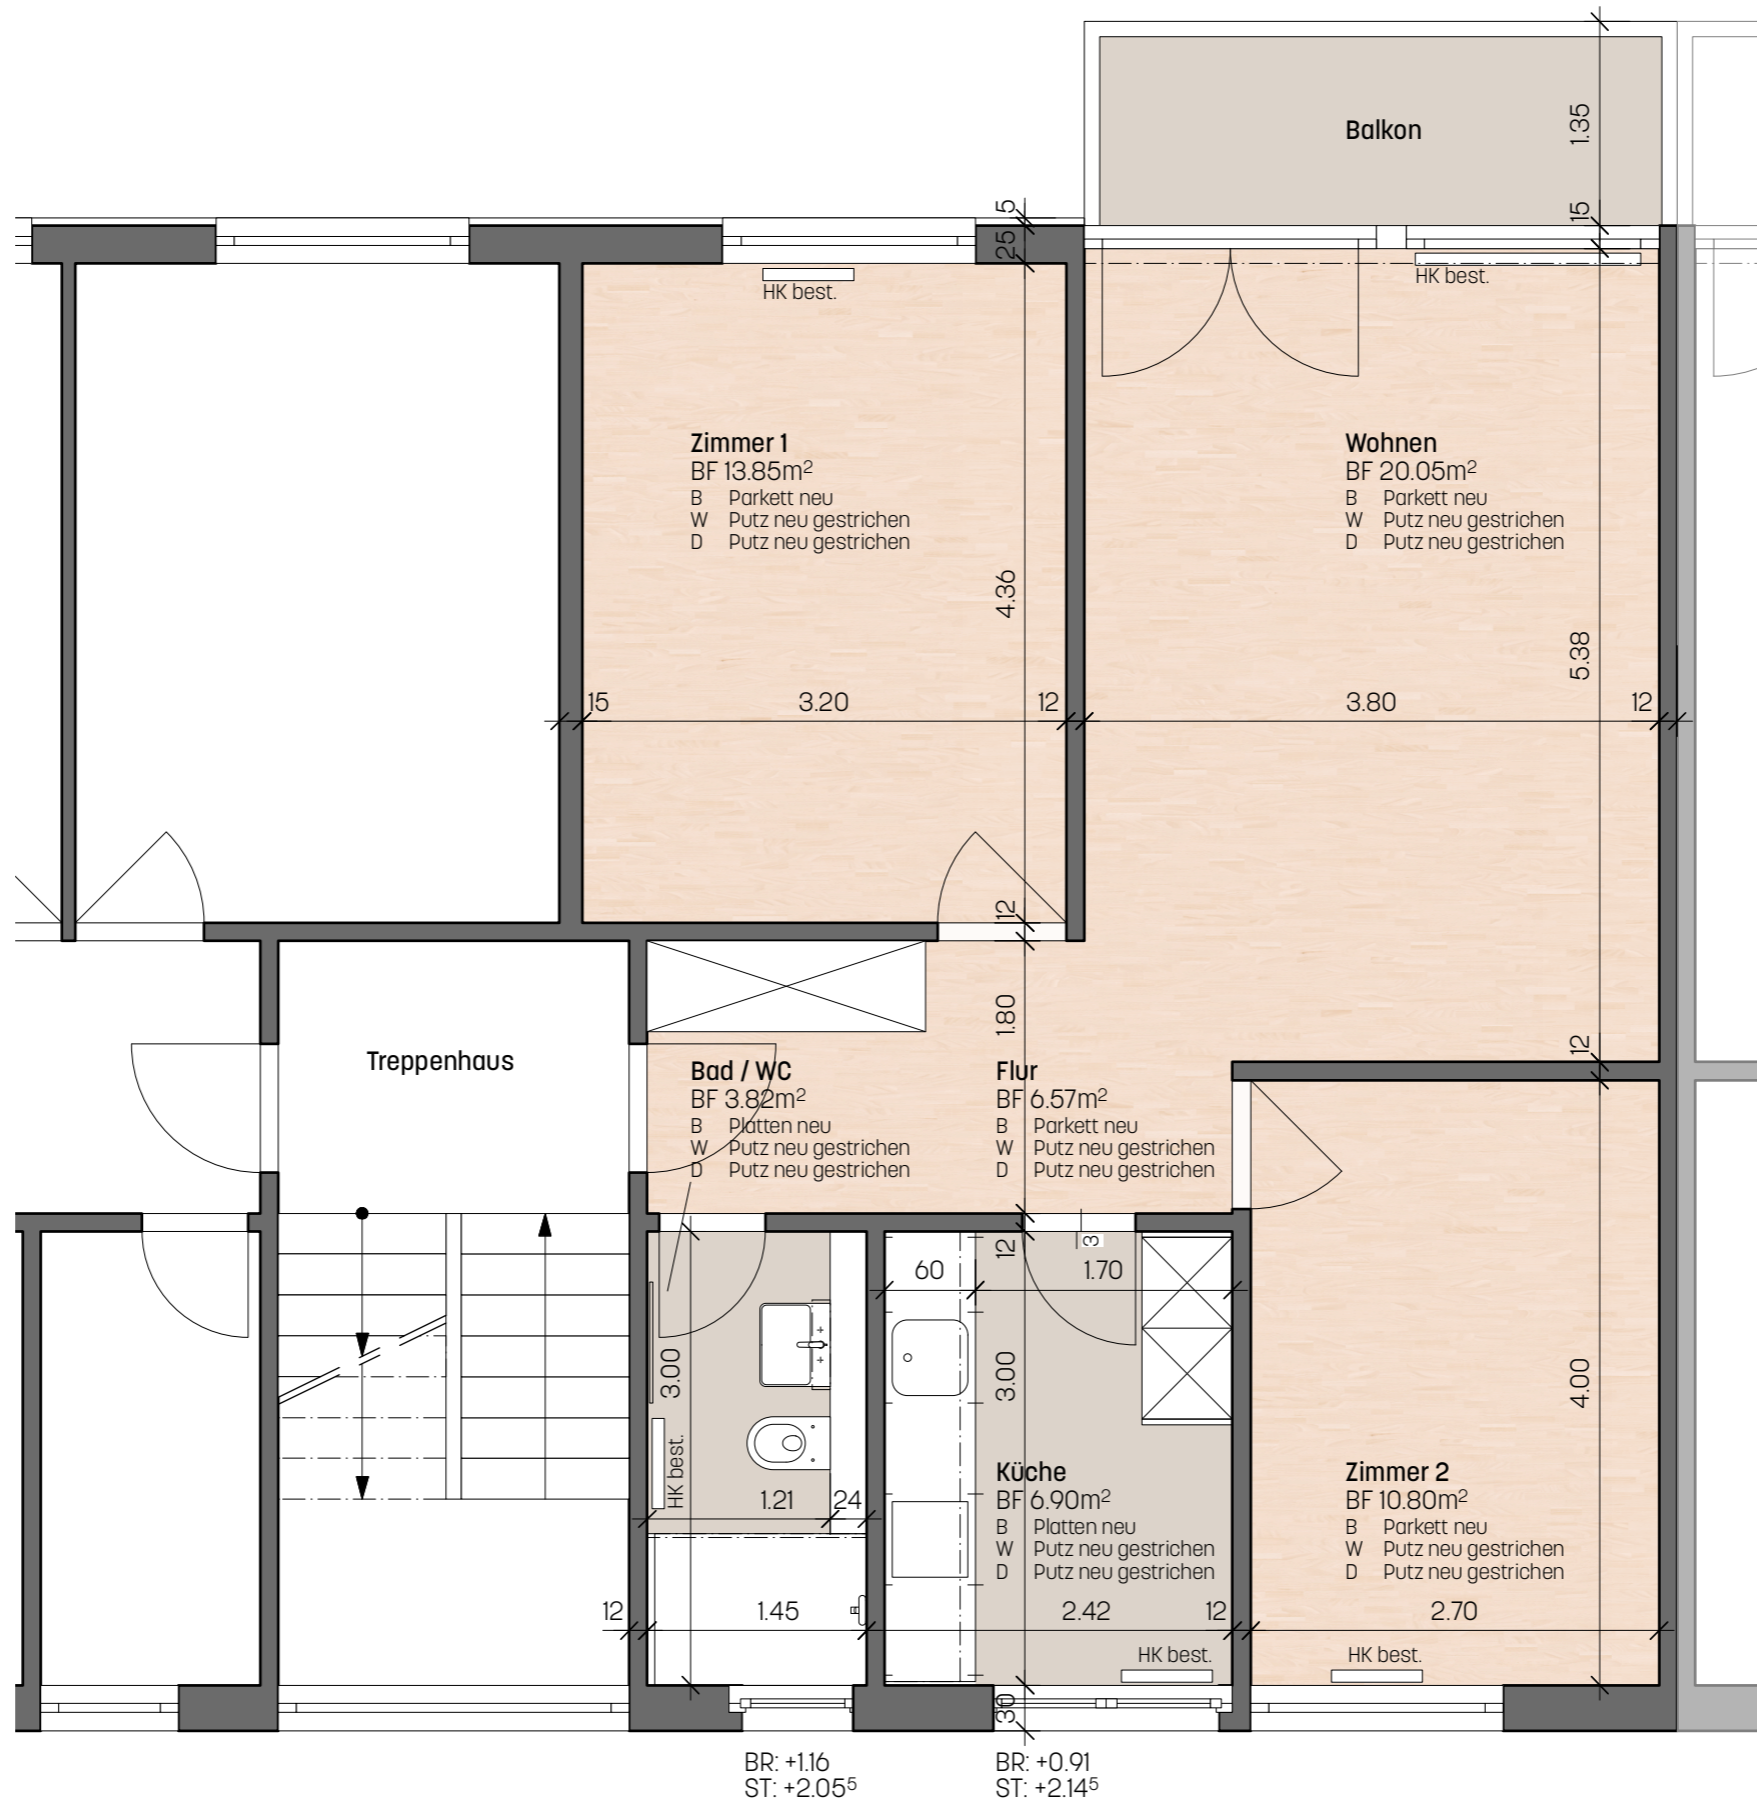 Balkon
1.35
15
5
25
HK best.
HK best.
Zimmer 1
BF 13.85m²
B Parkett neu
W Putz neu gestrichen
D Putz neu gestrichen
Wohnen
BF 20.05m²
B Parkett neu
W Putz neu gestrichen
D Putz neu gestrichen
4.36
5.38
15
3.20
12
3.80
12
12
1.80
12
Treppenhaus
Bad / WC
BF 3.82m²
B Platten neu
W Putz neu gestrichen
D Putz neu gestrichen
Flur
BF 6.57m²
B Parkett neu
W Putz neu gestrichen
D Putz neu gestrichen
12
3
60
1.70
3.00
3.00
4.00
HK best.
1.21
24
Küche
BF 6.90m²
B Platten neu
W Putz neu gestrichen
D Putz neu gestrichen
Zimmer 2
BF 10.80m²
B Parkett neu
W Putz neu gestrichen
D Putz neu gestrichen
12
1.45
2.42
12
2.70
HK best.
HK best.
30
BR: +1.16
ST: +2.05⁵
BR: +0.91
ST: +2.14⁵